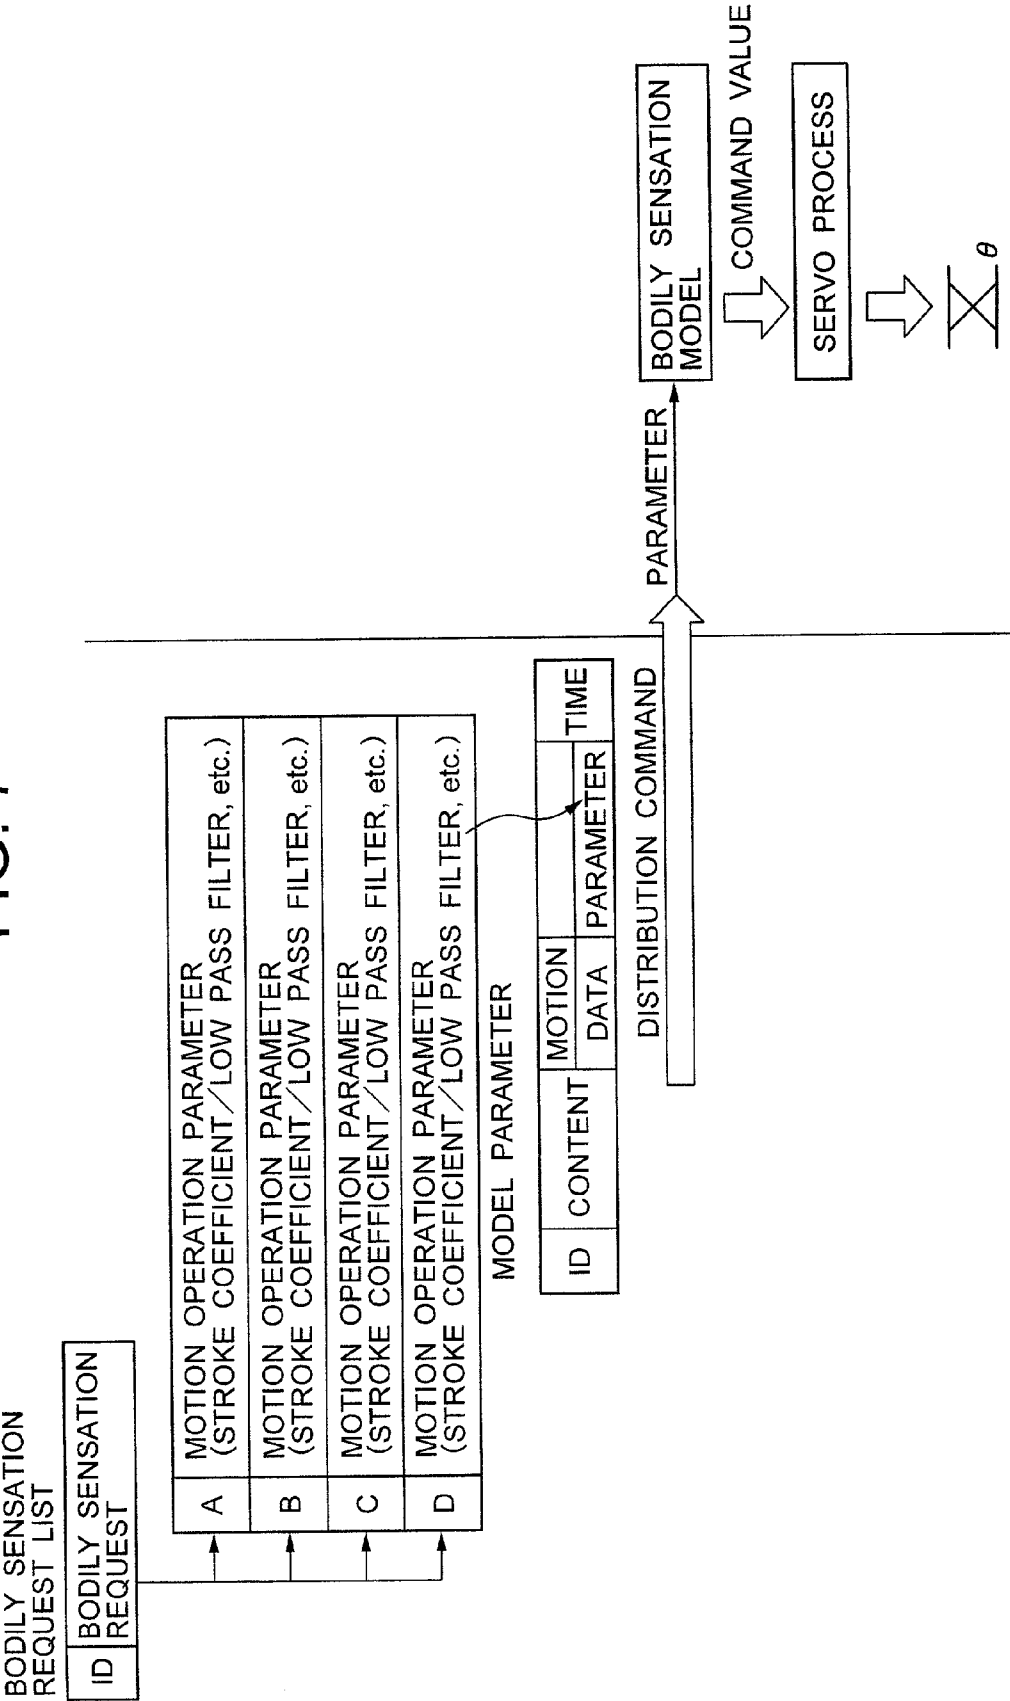 BODILY SENSATION
REQUEST LIST
ID
BODILY SENSATION
REQUEST
A
MOTION OPERATION PARAMETER
(STROKE COEFFICIENT/LOW PASS FILTER, etc.)
B
MOTION OPERATION PARAMETER
(STROKE COEFFICIENT/LOW PASS FILTER, etc.)
C
MOTION OPERATION PARAMETER
(STROKE COEFFICIENT/LOW PASS FILTER, etc.)
D
MOTION OPERATION PARAMETER
(STROKE COEFFICIENT/LOW PASS FILTER, etc.)
MODEL PARAMETER
ID
CONTENT
MOTION
DATA
PARAMETER
TIME
DISTRIBUTION COMMAND
PARAMETER
BODILY SENSATION
MODEL
COMMAND VALUE
SERVO PROCESS
θ